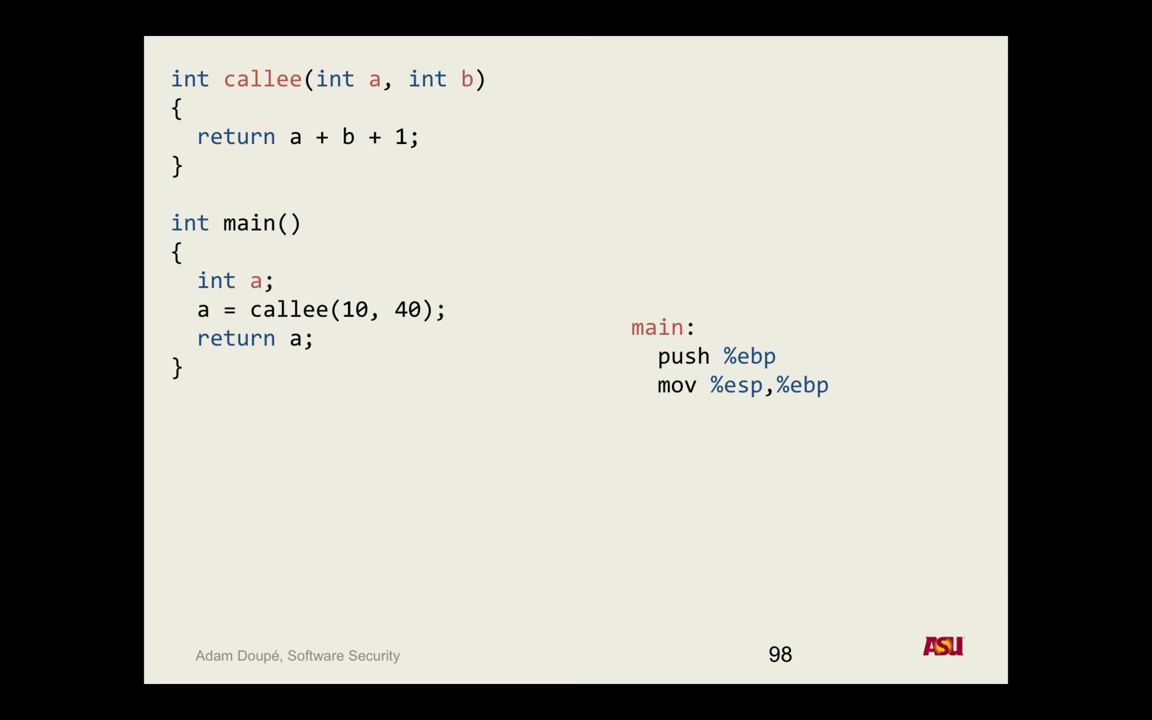 int callee(int a, int b)
{
  return a + b + 1;
}
int main()
{
  int a;
  a = callee(10, 40);
  return a;
}
main:
  push %ebp
  mov %esp,%ebp
Adam Doupé, Software Security
98
ASU